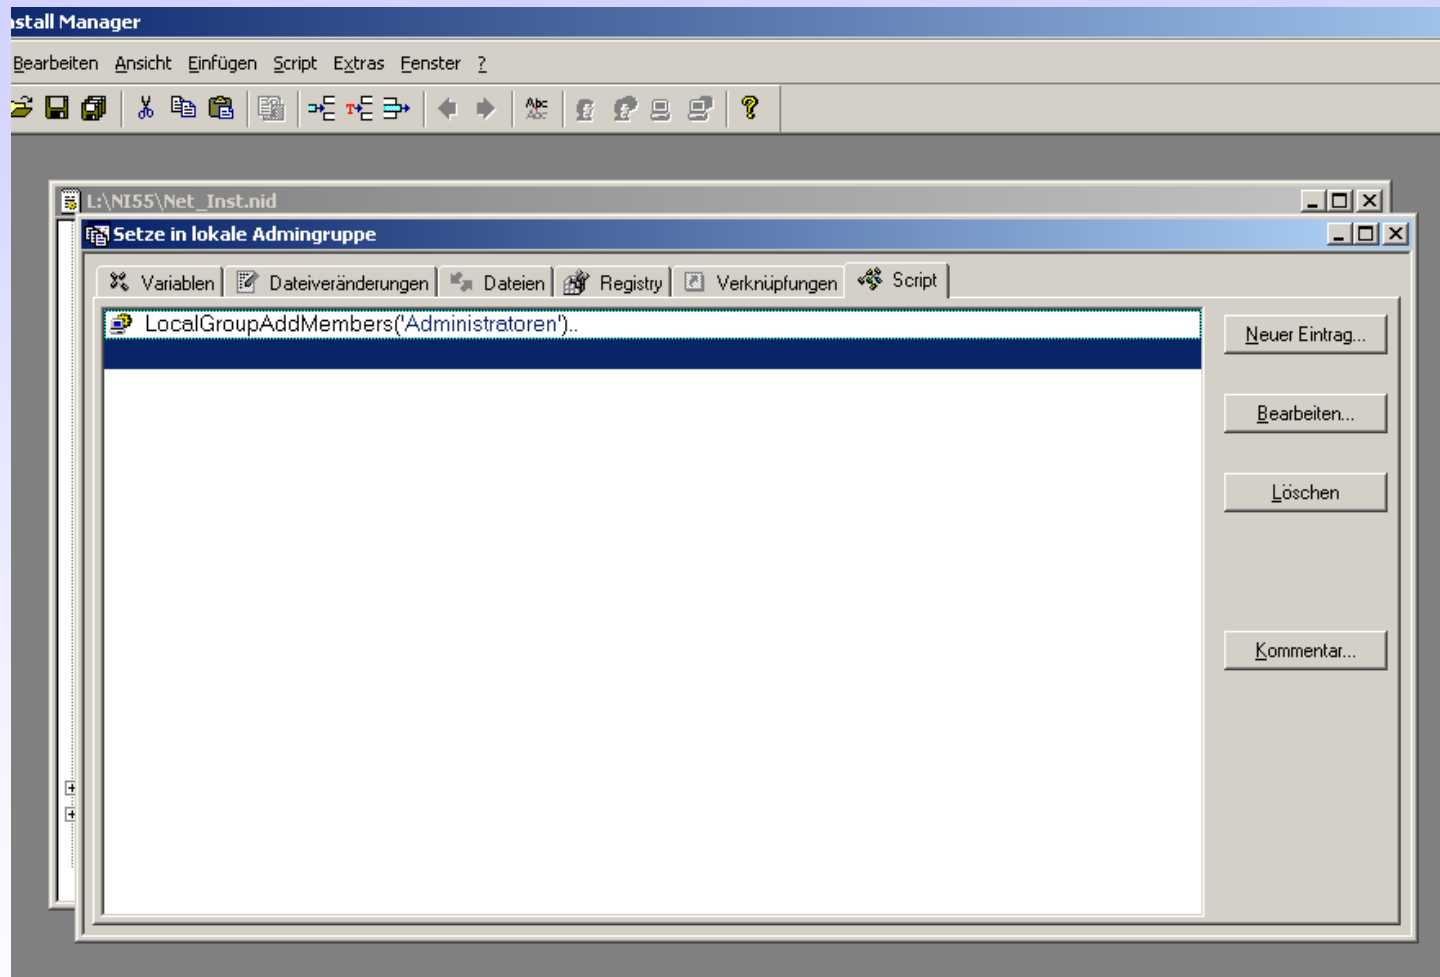 nstall Manager
Bearbeiten Ansicht Einfügen Script Extras Fenster ?
Abc
L:\NI55\Net_Inst.nid
Setze in lokale Admingruppe
Variablen Dateiveränderungen Dateien Registry Verknüpfungen Script
LocalGroupAddMembers('Administratoren')..
Neuer Eintrag...
Bearbeiten...
Löschen
Kommentar...